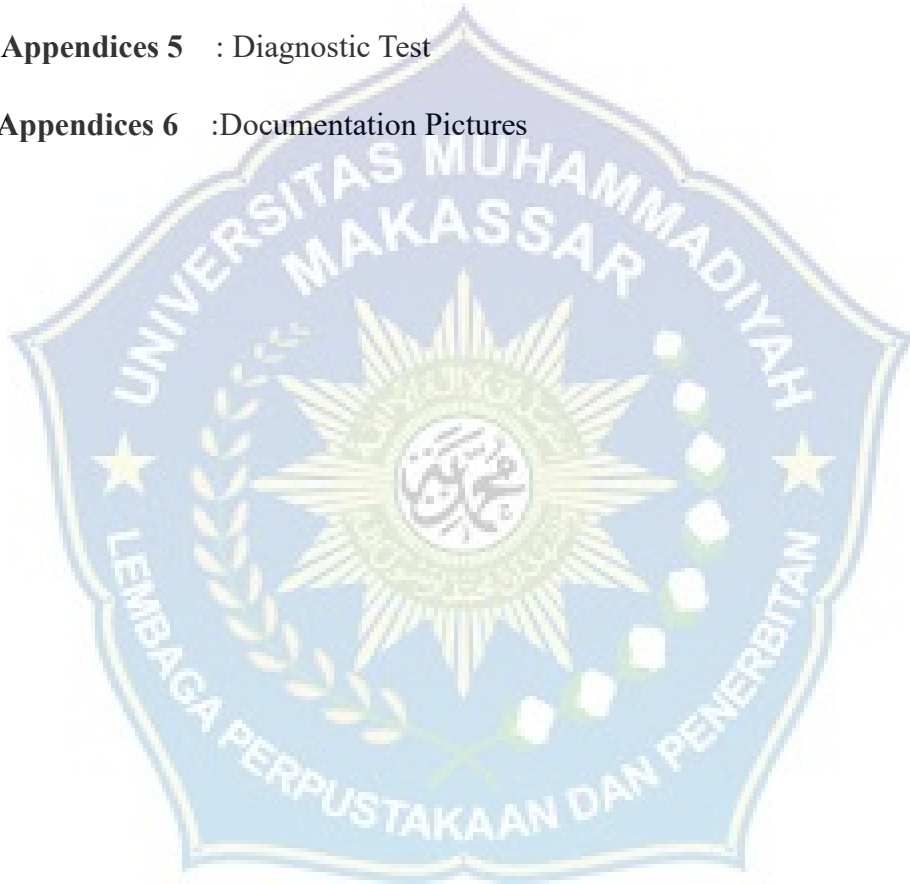 Appendices 5 : Diagnostic Test
Appendices 6 :Documentation Pictures
UNIVERSITAS MUHAMMADIYAH
MAKASSAR
LEMBAGA PERPUSTAKAAN DAN PENERBITAN